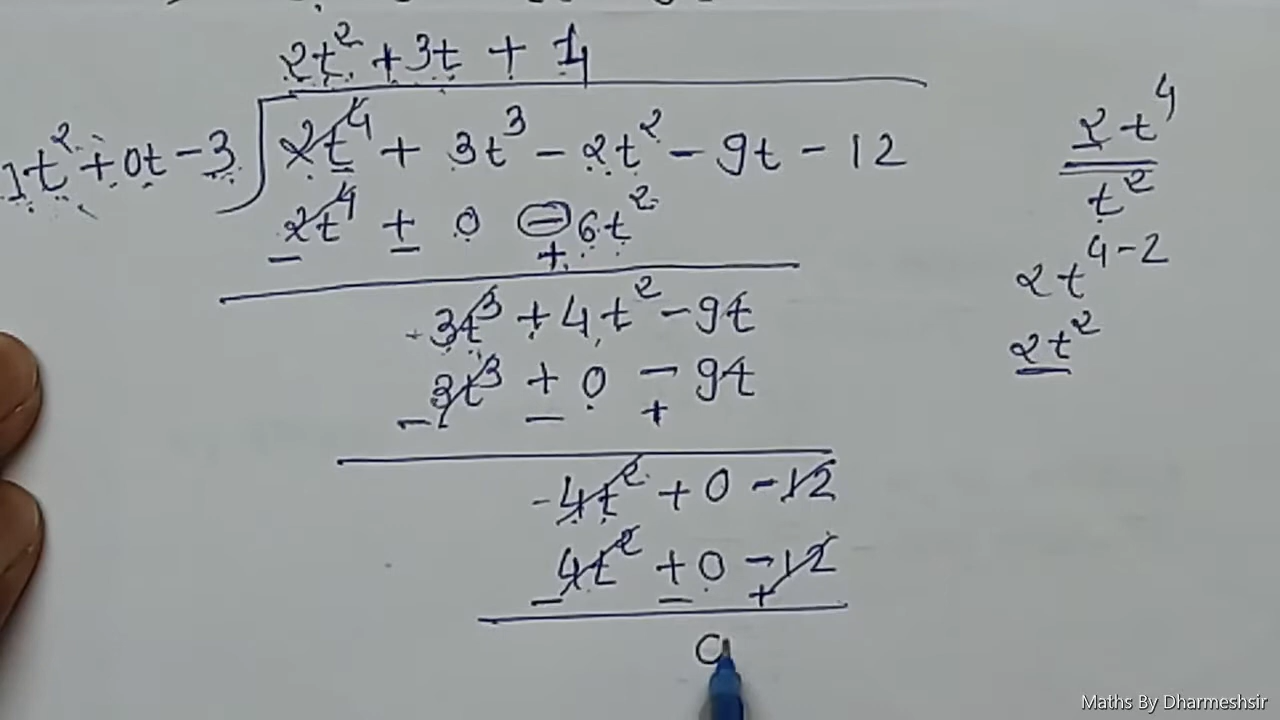 2t² + 3t + 4
1t² + 0t - 3 2t⁴ + 3t³ - 2t² - 9t - 12
2t⁴ + 0 - 6t²
- - +
3t³ + 4t² - 9t
3t³ + 0 - 9t
- - +
4t² + 0 - 12
4t² + 0 - 12
- - +
0
2t⁴
t²
2t⁴⁻²
2t²
Maths By Dharmeshsir